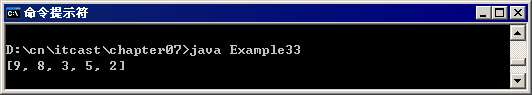 命令提示符
D:\cn\itcast\chapter07>java Example33
[9, 8, 3, 5, 2]